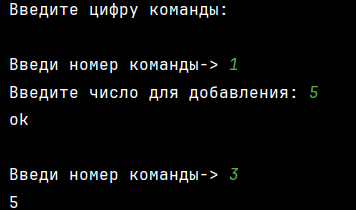 Введите цифру команды:
Введи номер команды-> 1
Введите число для добавления: 5
ok
Введи номер команды-> 3
5